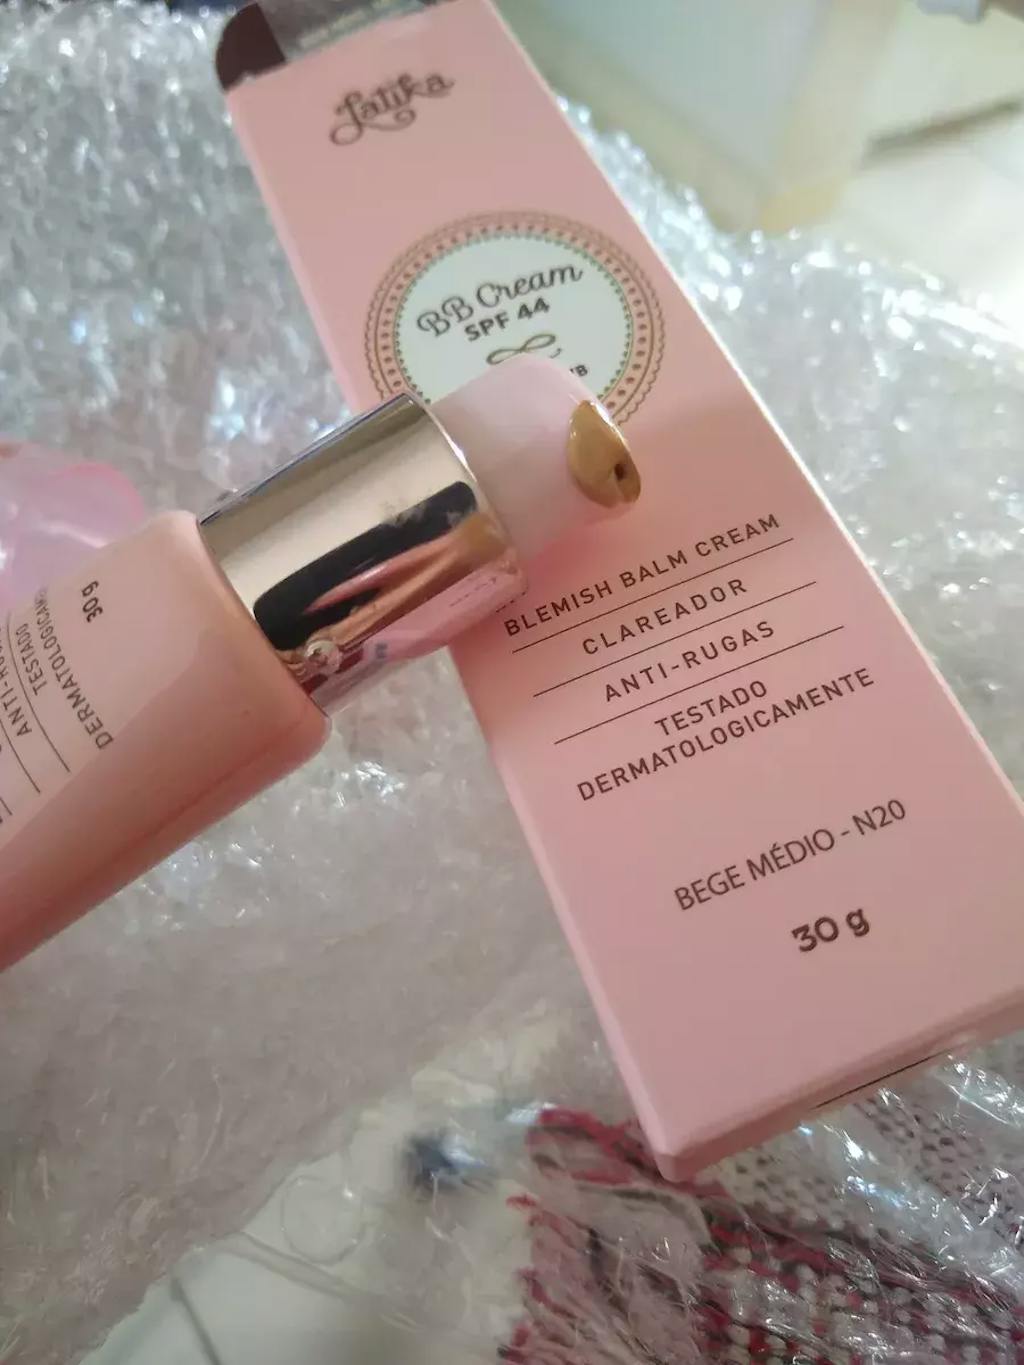 Latika
BB Cream
SPF 44
BLEMISH BALM CREAM
CLAREADOR
ANTI-RUGAS
TESTADO
DERMATOLOGICAMENTE
BEGE MÉDIO - N20
30 g
TESTADO
30 g